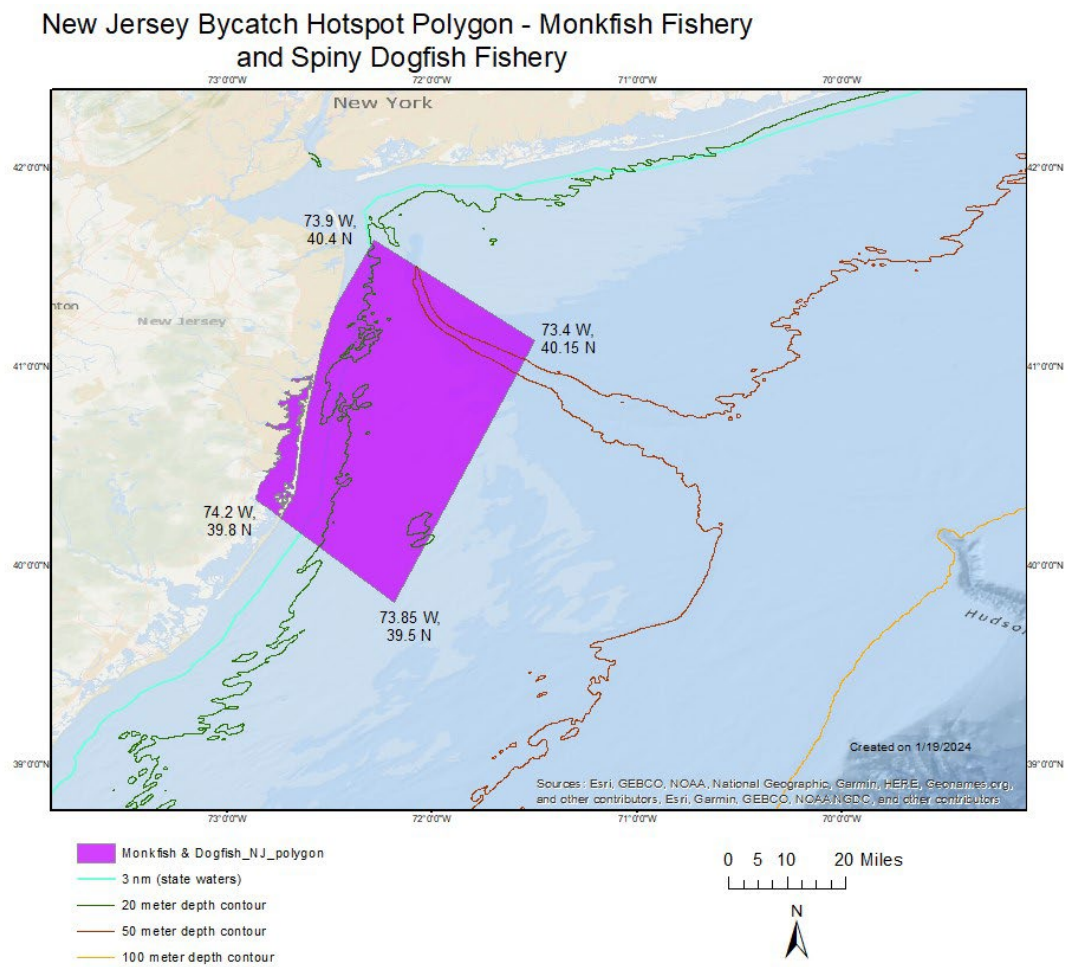 New Jersey Bycatch Hotspot Polygon - Monkfish Fishery
and Spiny Dogfish Fishery
73°0'0"W 72°0'0"W 71°0'0"W 70°0'0"W
New York
42°0'0"N 42°0'0"N
73.9 W,
40.4 N
nton
New Jersey
73.4 W,
40.15 N
41°0'0"N 41°0'0"N
74.2 W,
39.8 N
40°0'0"N 40°0'0"N
73.85 W,
39.5 N
Hudso
Created on 1/19/2024
39°0'0"N 39°0'0"N
Sources: Esri, GEBCO, NOAA, National Geographic, Garmin, HERE, Geonames.org,
and other contributors, Esri, Garmin, GEBCO, NOAA NGDC, and other contributors
73°0'0"W 72°0'0"W 71°0'0"W 70°0'0"W
Monkfish & Dogfish_NJ_polygon
3 nm (state waters)
20 meter depth contour
50 meter depth contour
100 meter depth contour
0 5 10 20 Miles
N